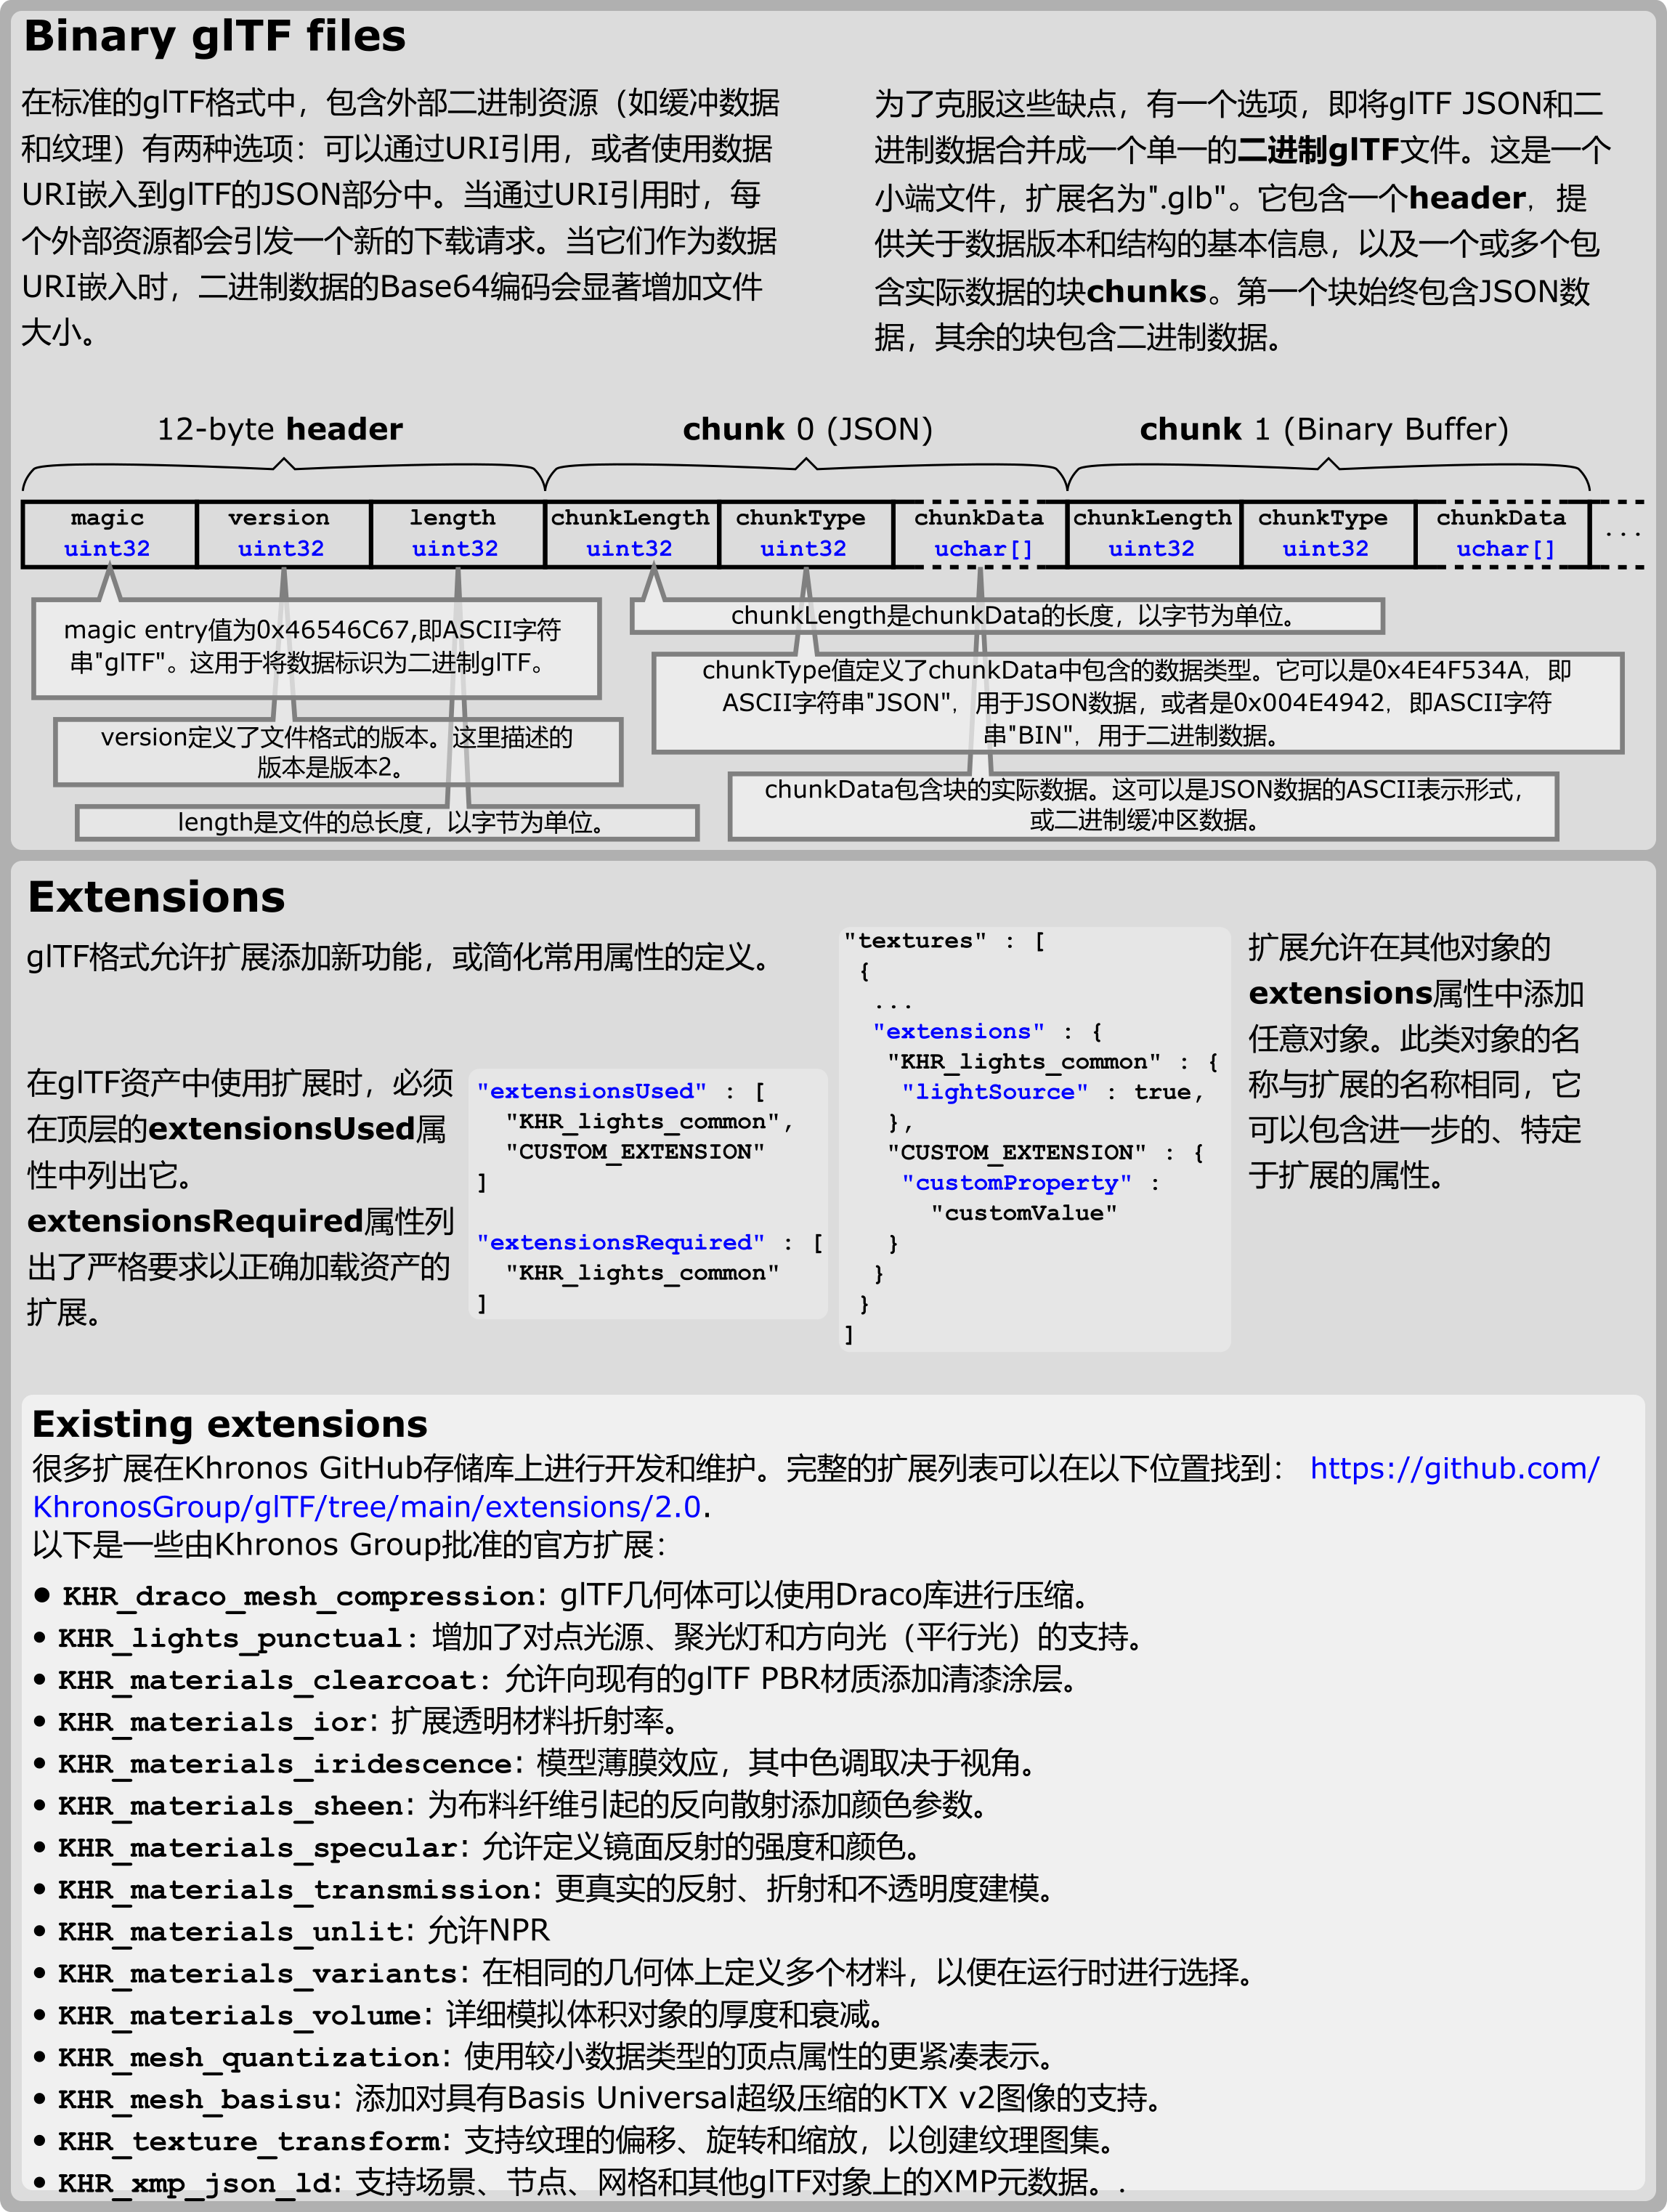 Binary glTF files
在标准的glTF格式中，包含外部二进制资源（如缓冲数据
和纹理）有两种选项：可以通过URI引用，或者使用数据
URI嵌入到glTF的JSON部分中。当通过URI引用时，每
个外部资源都会引发一个新的下载请求。当它们作为数据
URI嵌入时，二进制数据的Base64编码会显著增加文件
大小。
为了克服这些缺点，有一个选项，即将glTF JSON和二
进制数据合并成一个单一的二进制glTF文件。这是一个
小端文件，扩展名为".glb"。它包含一个header，提
供关于数据版本和结构的基本信息，以及一个或多个包
含实际数据的块chunks。第一个块始终包含JSON数
据，其余的块包含二进制数据。
12-byte header
chunk 0 (JSON)
chunk 1 (Binary Buffer)
magic version length chunkLength chunkType chunkData chunkLength chunkType chunkData ...
uint32 uint32 uint32 uint32 uint32 uchar[] uint32 uint32 uchar[]
magic entry值为0x46546C67,即ASCII字符
串"glTF"。这用于将数据标识为二进制glTF。
version定义了文件格式的版本。这里描述的
版本是版本2。
length是文件的总长度，以字节为单位。
chunkLength是chunkData的长度，以字节为单位。
chunkType值定义了chunkData中包含的数据类型。它可以是0x4E4F534A，即
ASCII字符串"JSON"，用于JSON数据，或者是0x004E4942，即ASCII字符
串"BIN"，用于二进制数据。
chunkData包含块的实际数据。这可以是JSON数据的ASCII表示形式，
或二进制缓冲区数据。
Extensions
glTF格式允许扩展添加新功能，或简化常用属性的定义。
在glTF资产中使用扩展时，必须
在顶层的extensionsUsed属
性中列出它。
extensionsRequired属性列
出了严格要求以正确加载资产的
扩展。
"extensionsUsed" : [
"KHR_lights_common",
"CUSTOM_EXTENSION"
]
"extensionsRequired" : [
"KHR_lights_common"
]
"textures" : [
{
...
"extensions" : {
"KHR_lights_common" : {
"lightSource" : true,
},
"CUSTOM_EXTENSION" : {
"customProperty" :
"customValue"
}
}
}
]
扩展允许在其他对象的
extensions属性中添加
任意对象。此类对象的名
称与扩展的名称相同，它
可以包含进一步的、特定
于扩展的属性。
Existing extensions
很多扩展在Khronos GitHub存储库上进行开发和维护。完整的扩展列表可以在以下位置找到： https://github.com/
KhronosGroup/glTF/tree/main/extensions/2.0.
以下是一些由Khronos Group批准的官方扩展：
• KHR_draco_mesh_compression: glTF几何体可以使用Draco库进行压缩。
• KHR_lights_punctual: 增加了对点光源、聚光灯和方向光（平行光）的支持。
• KHR_materials_clearcoat: 允许向现有的glTF PBR材质添加清漆涂层。
• KHR_materials_ior: 扩展透明材料折射率。
• KHR_materials_iridescence: 模型薄膜效应，其中色调取决于视角。
• KHR_materials_sheen: 为布料纤维引起的反向散射添加颜色参数。
• KHR_materials_specular: 允许定义镜面反射的强度和颜色。
• KHR_materials_transmission: 更真实的反射、折射和不透明度建模。
• KHR_materials_unlit: 允许NPR
• KHR_materials_variants: 在相同的几何体上定义多个材料，以便在运行时进行选择。
• KHR_materials_volume: 详细模拟体积对象的厚度和衰减。
• KHR_mesh_quantization: 使用较小数据类型的顶点属性的更紧凑表示。
• KHR_mesh_basisu: 添加对具有Basis Universal超级压缩的KTX v2图像的支持。
• KHR_texture_transform: 支持纹理的偏移、旋转和缩放，以创建纹理图集。
• KHR_xmp_json_ld: 支持场景、节点、网格和其他glTF对象上的XMP元数据。.